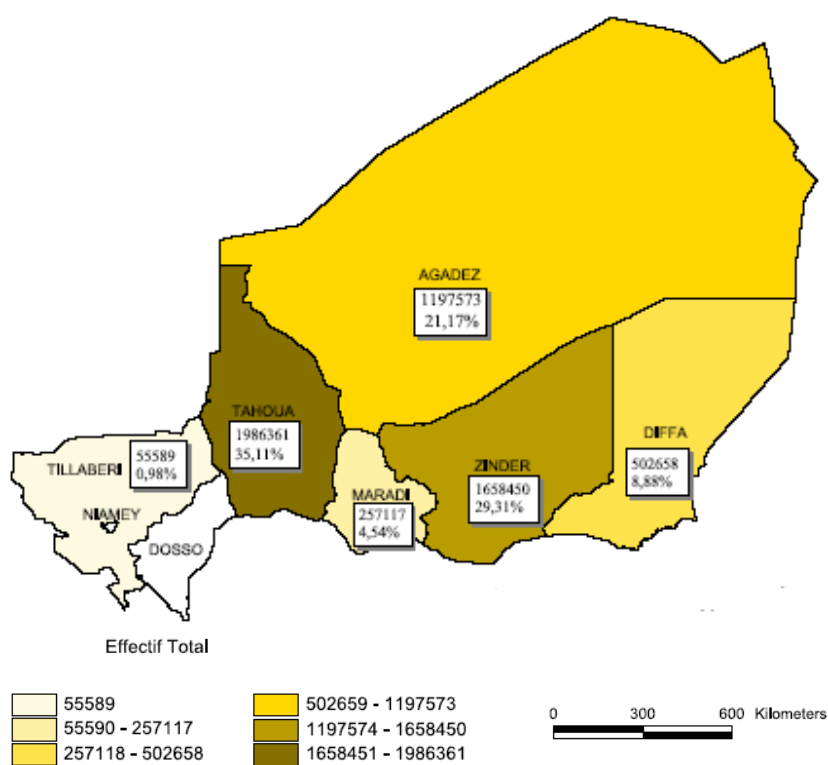 AGADEZ
1197573
21,17%
TAHOUA
1986361
35,11%
DIFFA
502658
8,88%
TILLABERI
55589
0,98%
ZINDER
1658450
29,31%
MARADI
257117
4,54%
NIAMEY
DOSSO
Effectif Total
55589
55590 - 257117
257118 - 502658
502659 - 1197573
1197574 - 1658450
1658451 - 1986361
0 300 600 Kilometers